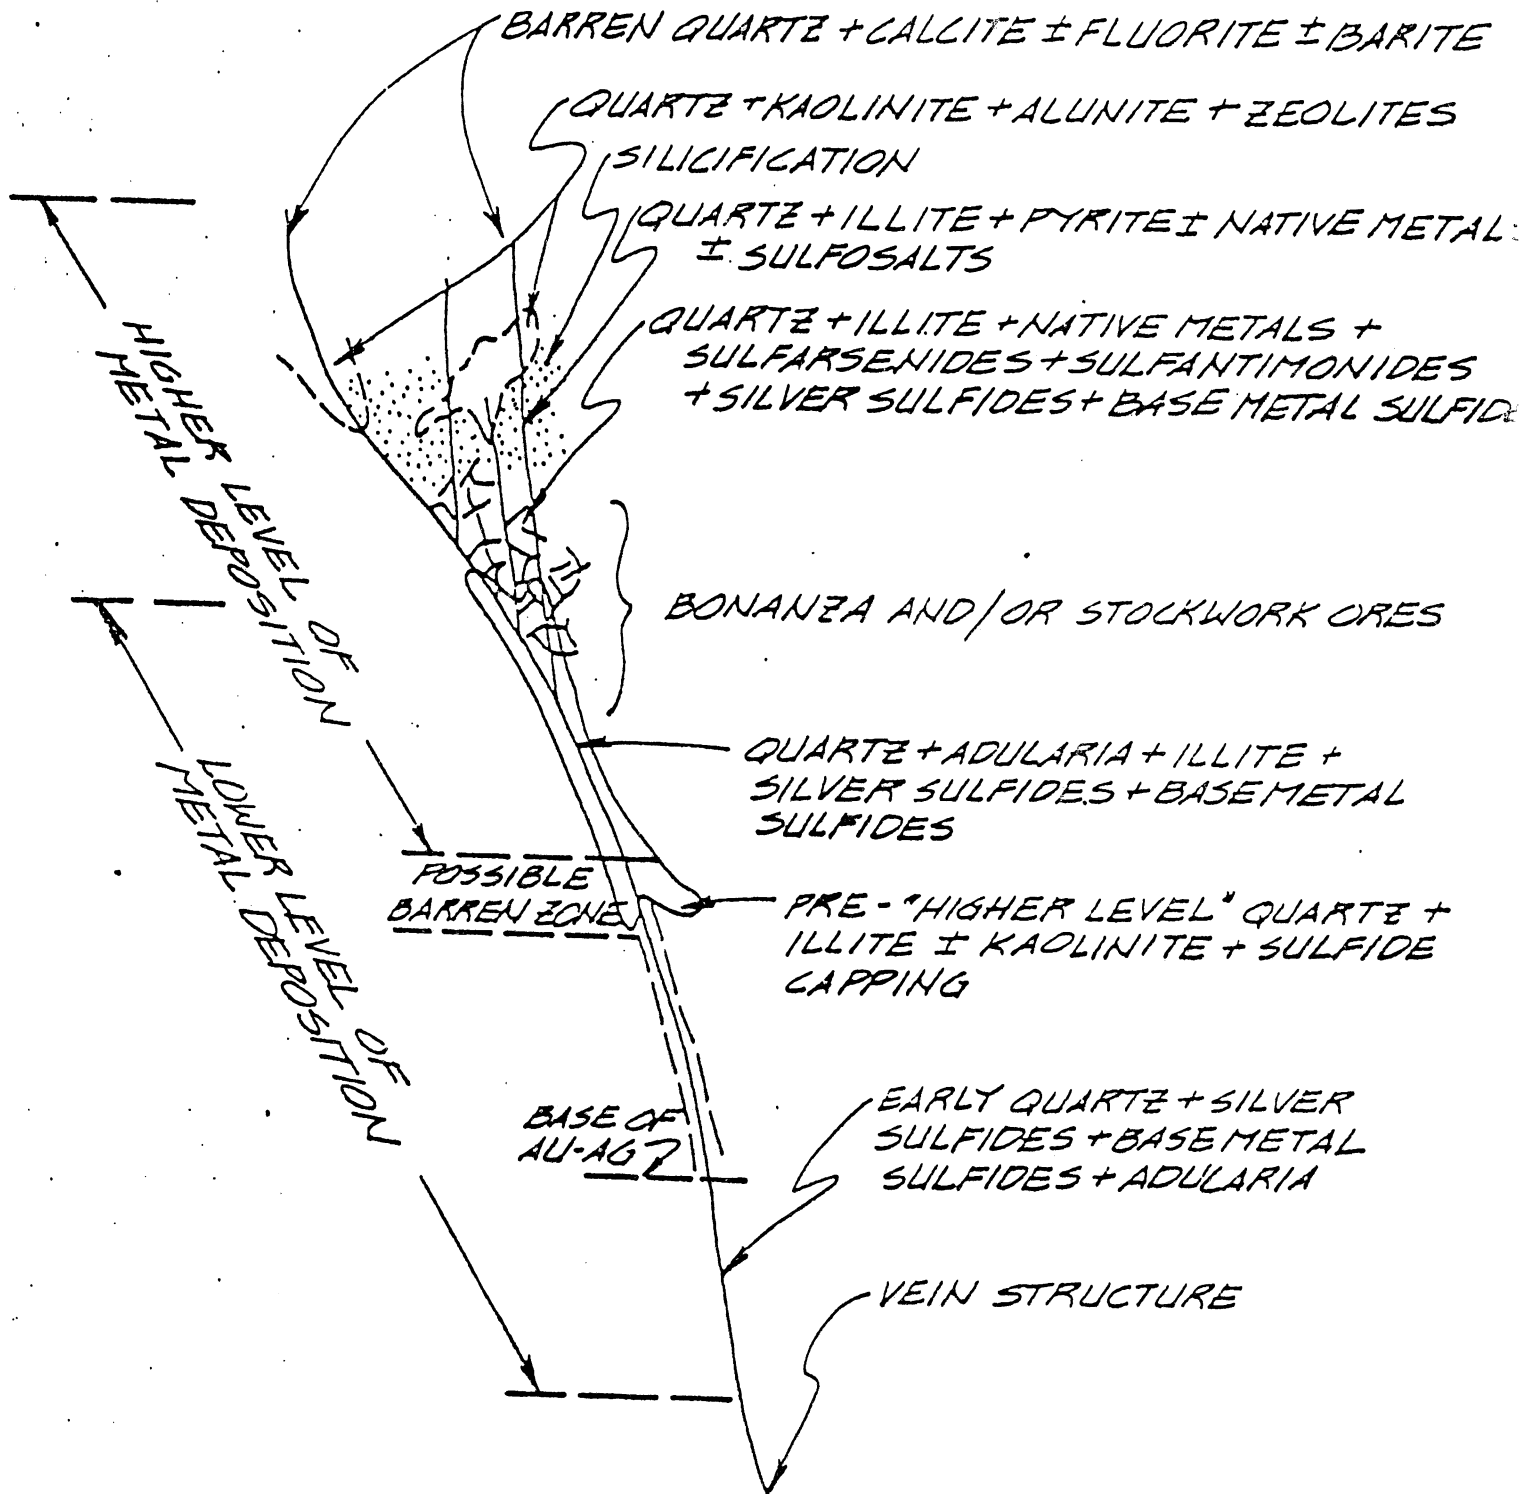 BARREN QUARTZ + CALCITE ± FLUORITE ± BARITE
QUARTZ + KAOLINITE + ALUNITE + ZEOLITES
SILICIFICATION
QUARTZ + ILLITE + PYRITE ± NATIVE METAL
± SULFOSALTS
QUARTZ + ILLITE + NATIVE METALS +
SULFARSENIDES + SULFANTIMONIDES
+ SILVER SULFIDES + BASE METAL SULFID
HIGHER LEVEL OF
METAL DEPOSITION
BONANZA AND/OR STOCKWORK ORES
QUARTZ + ADULARIA + ILLITE +
SILVER SULFIDES + BASE METAL
SULFIDES
LOWER LEVEL OF
METAL DEPOSITION
POSSIBLE
BARREN ZONE
PRE-"HIGHER LEVEL" QUARTZ +
ILLITE ± KAOLINITE + SULFIDE
CAPPING
BASE OF
AU-AG
EARLY QUARTZ + SILVER
SULFIDES + BASE METAL
SULFIDES + ADULARIA
VEIN STRUCTURE